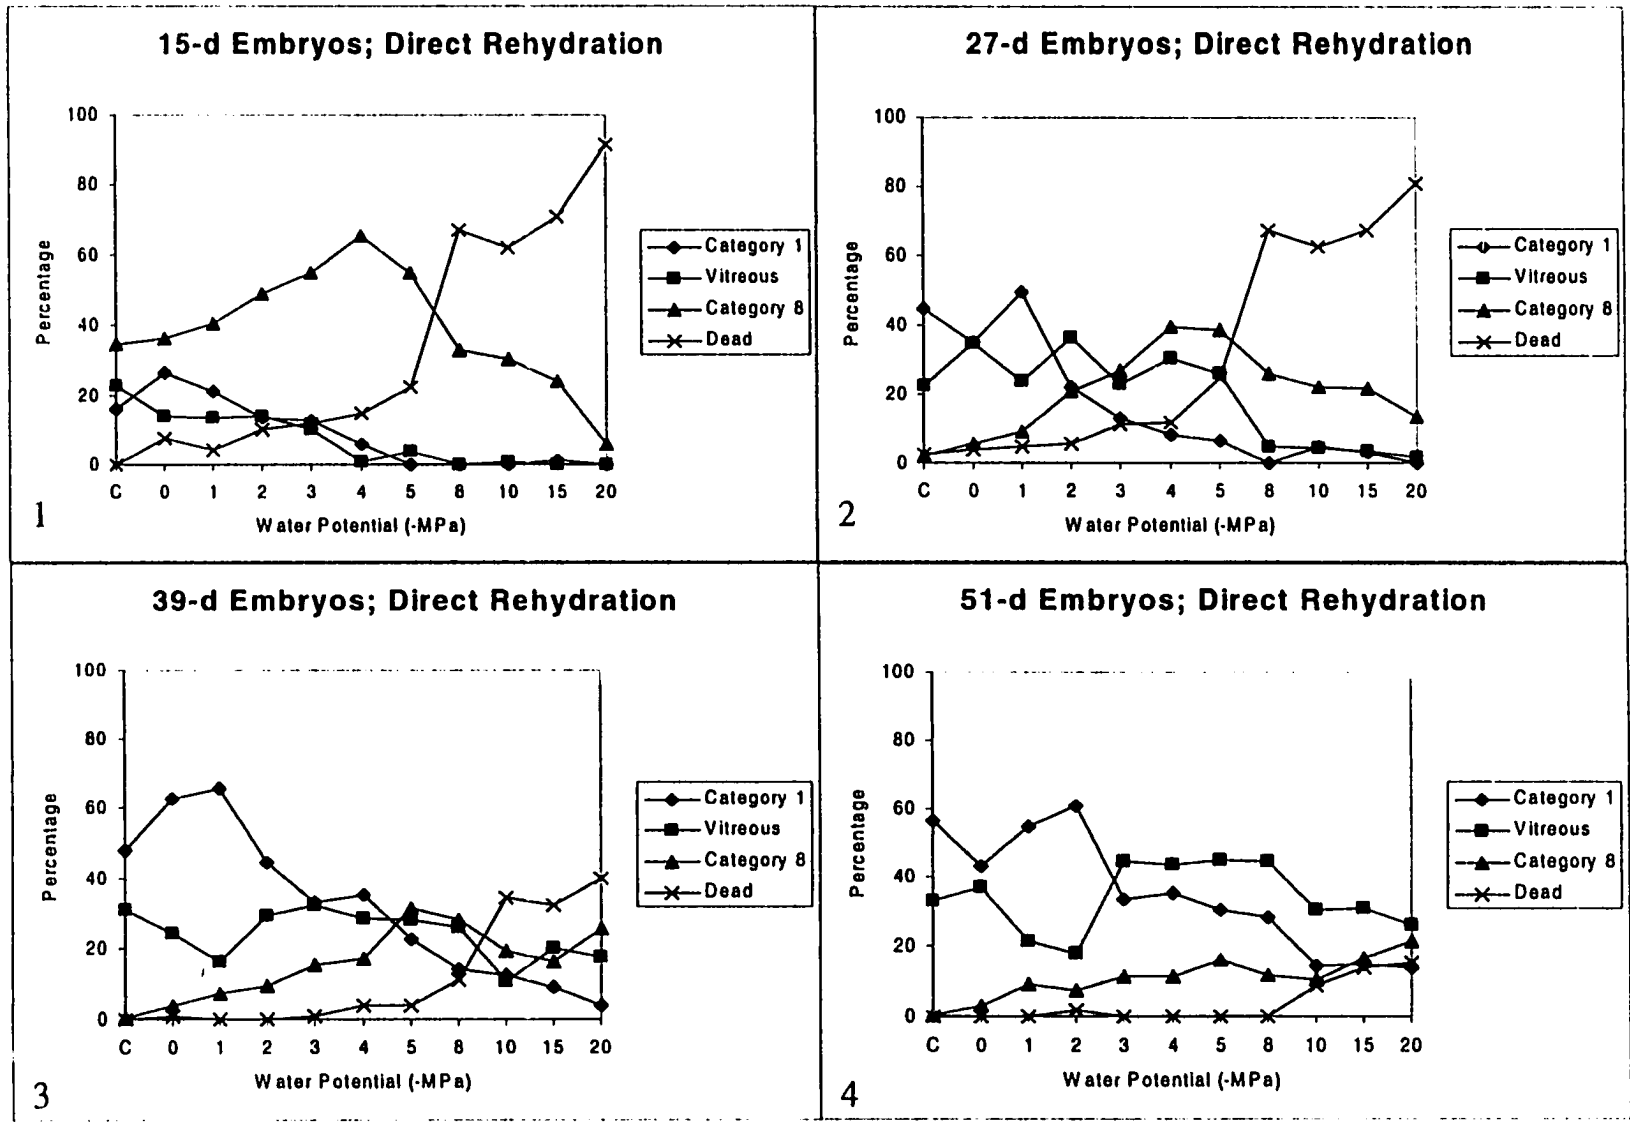 15-d Embryos; Direct Rehydration
100
80
60
40
20
0
Percentage
C 0 1 2 3 4 5 8 10 15 20
Water Potential (-MPa)
Category 1
Vitreous
Category 8
Dead
1
27-d Embryos; Direct Rehydration
100
80
60
40
20
0
Percentage
C 0 1 2 3 4 5 8 10 15 20
Water Potential (-MPa)
Category 1
Vitreous
Category 8
Dead
2
39-d Embryos; Direct Rehydration
100
80
60
40
20
0
Percentage
C 0 1 2 3 4 5 8 10 15 20
Water Potential (-MPa)
Category 1
Vitreous
Category 8
Dead
3
51-d Embryos; Direct Rehydration
100
80
60
40
20
0
Percentage
C 0 1 2 3 4 5 8 10 15 20
Water Potential (-MPa)
Category 1
Vitreous
Category 8
Dead
4